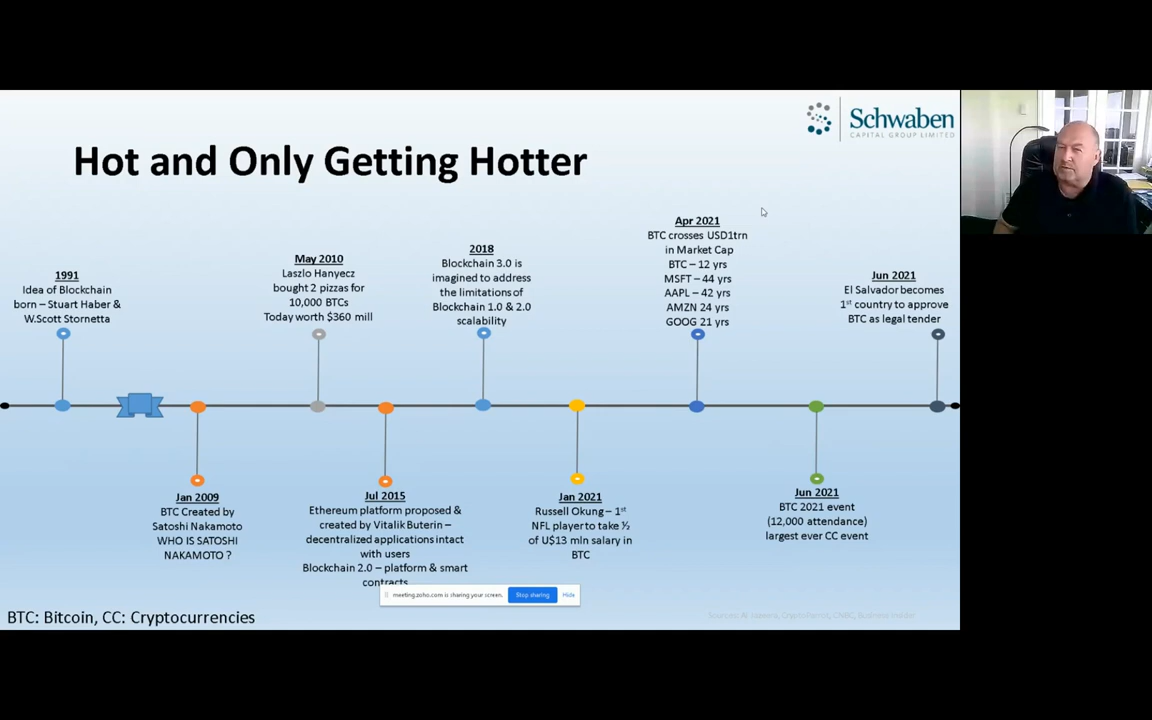 Schwaben
CAPITAL GROUP LIMITED
Hot and Only Getting Hotter
1991
Idea of Blockchain
born – Stuart Haber &
W.Scott Stornetta
May 2010
Laszlo Hanyecz
bought 2 pizzas for
10,000 BTCs
Today worth $360 mill
2018
Blockchain 3.0 is
imagined to address
the limitations of
Blockchain 1.0 & 2.0
scalability
Apr 2021
BTC crosses USD1trn
in Market Cap
BTC – 12 yrs
MSFT – 44 yrs
AAPL – 42 yrs
AMZN 24 yrs
GOOG 21 yrs
Jun 2021
El Salvador becomes
1st country to approve
BTC as legal tender
Jan 2009
BTC Created by
Satoshi Nakamoto
WHO IS SATOSHI
NAKAMOTO ?
Jul 2015
Ethereum platform proposed &
created by Vitalik Buterin –
decentralized applications intact
with users
Blockchain 2.0 – platform & smart
contracts
Jan 2021
Russell Okung – 1st
NFL player to take ½
of U$13 mln salary in
BTC
Jun 2021
BTC 2021 event
(12,000 attendance)
largest ever CC event
meeting.zoho.com is sharing your screen.
Stop sharing
Hide
BTC: Bitcoin, CC: Cryptocurrencies
Sources: Al Jazeera, CNBC, Business Insider